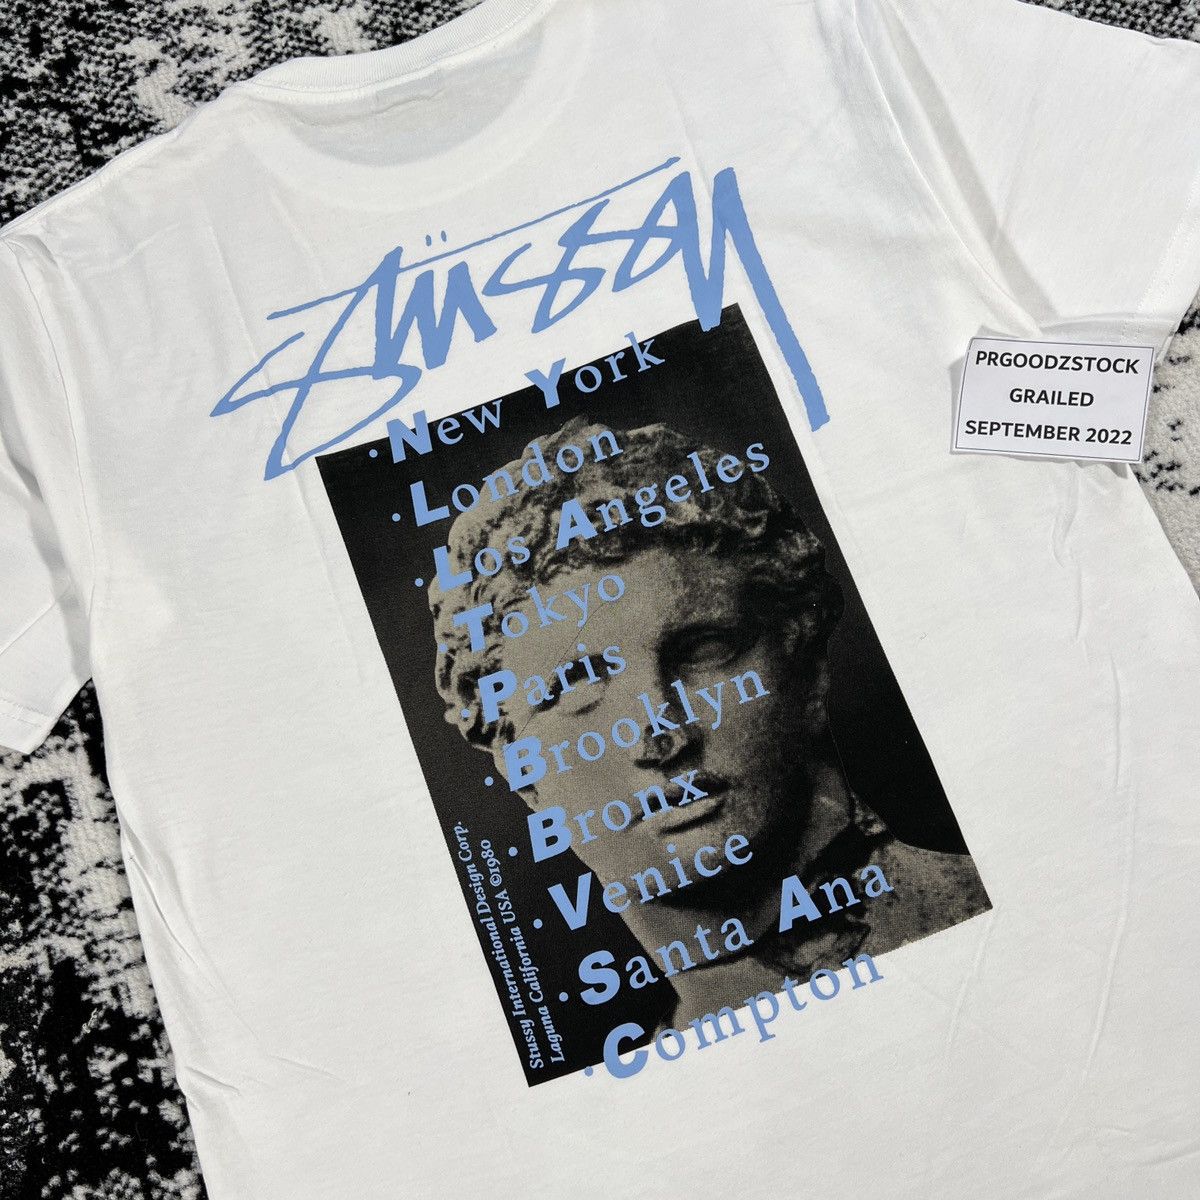 Stüssy
· New York
· London
· Los Angeles
· Tokyo
· Paris
· Brooklyn
· Bronx
· Venice
· Santa Ana
· Compton
Stussy International Design Corp.
Laguna California USA ©1980
PRGOODZSTOCK
GRAILED
SEPTEMBER 2022